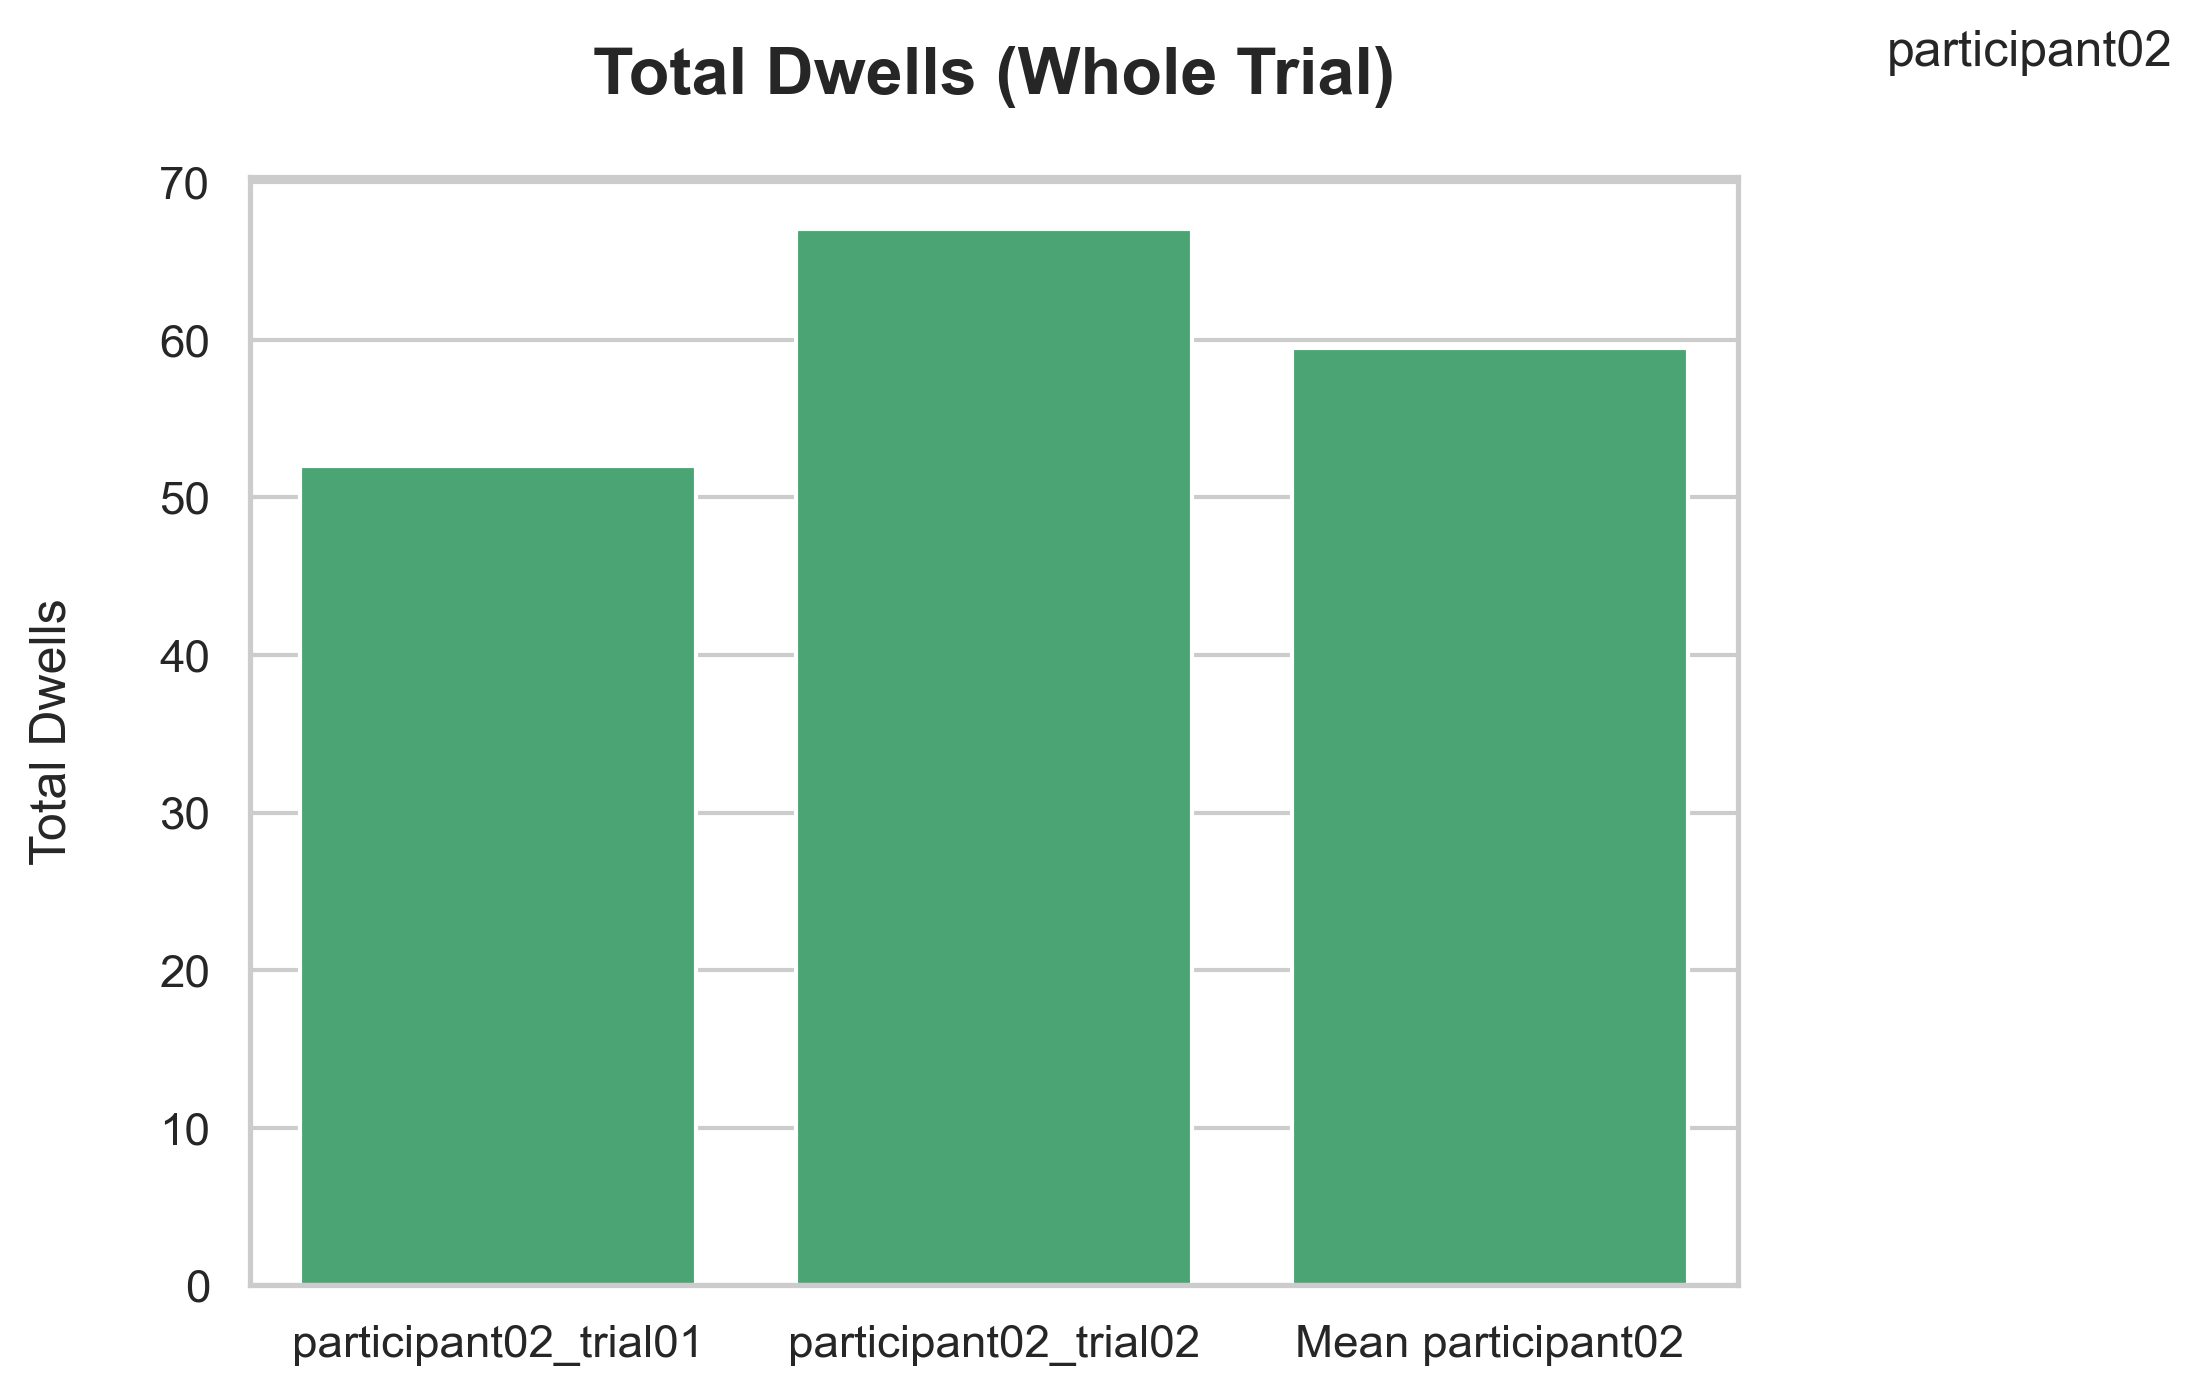 participant02
Total Dwells (Whole Trial)
Total Dwells
70
60
50
40
30
20
10
0
participant02_trial01
participant02_trial02
Mean participant02